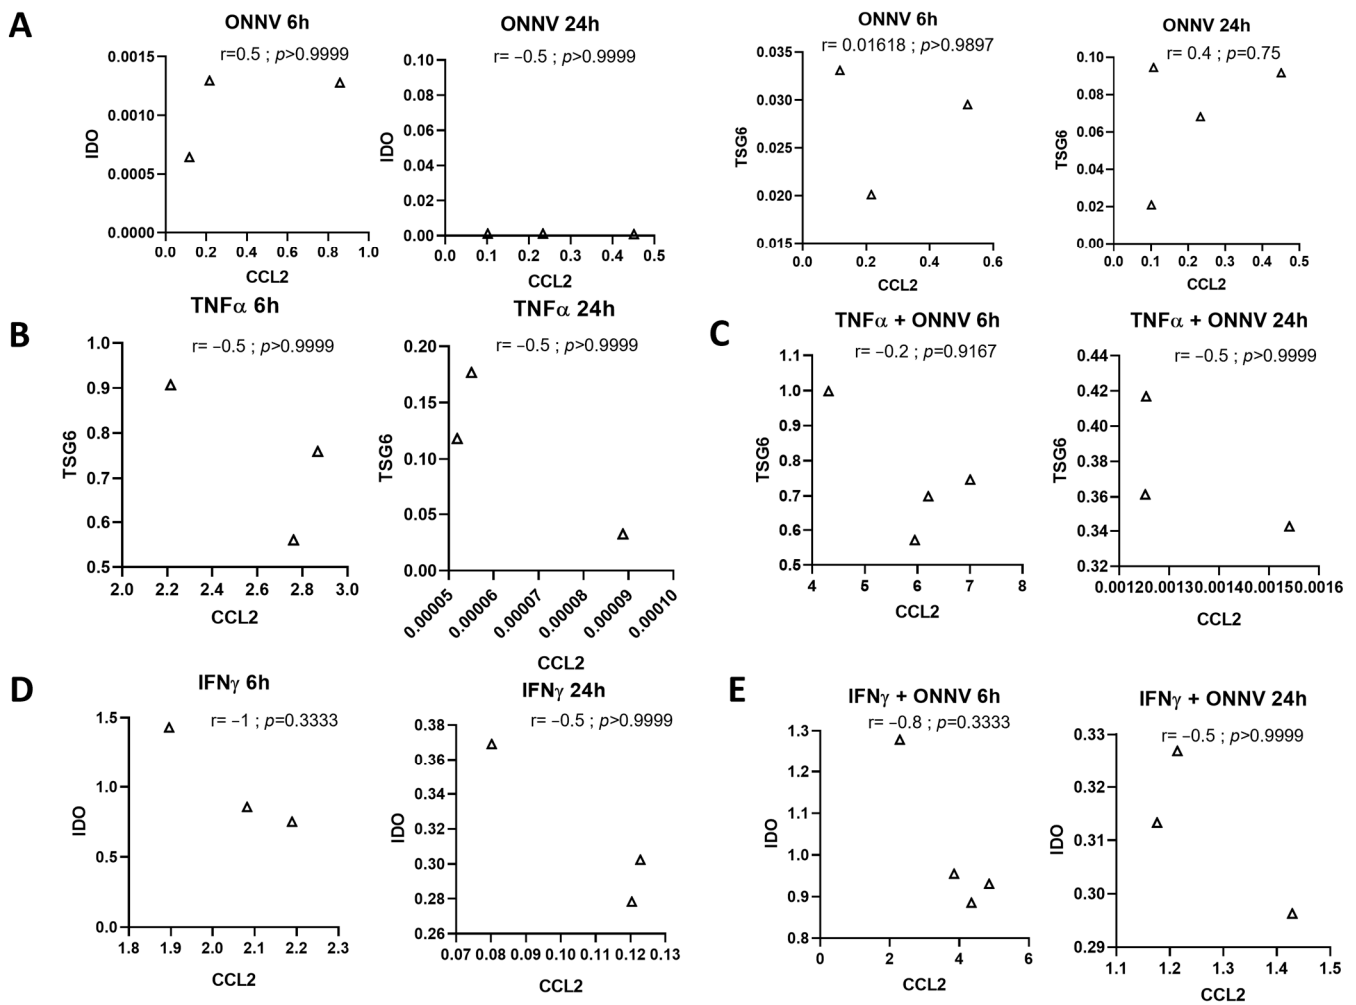 A
ONNV 6h
r=0.5 ; p>0.9999
IDO
0.0015
0.0010
0.0005
0.0000
0.0 0.2 0.4 0.6 0.8 1.0
CCL2
ONNV 24h
r= −0.5 ; p>0.9999
IDO
0.10
0.08
0.06
0.04
0.02
0.00
0.0 0.1 0.2 0.3 0.4 0.5
CCL2
ONNV 6h
r= 0.01618 ; p>0.9897
TSG6
0.035
0.030
0.025
0.020
0.015
0.0 0.2 0.4 0.6
CCL2
ONNV 24h
r= 0.4 ; p=0.75
TSG6
0.10
0.08
0.06
0.04
0.02
0.00
0.0 0.1 0.2 0.3 0.4 0.5
CCL2
B
TNFα 6h
r= −0.5 ; p>0.9999
TSG6
1.0
0.9
0.8
0.7
0.6
0.5
2.0 2.2 2.4 2.6 2.8 3.0
CCL2
TNFα 24h
r= −0.5 ; p>0.9999
TSG6
0.20
0.15
0.10
0.05
0.00
0.00005 0.00006 0.00007 0.00008 0.00009 0.00010
CCL2
C
TNFα + ONNV 6h
r= −0.2 ; p=0.9167
TSG6
1.1
1.0
0.9
0.8
0.7
0.6
0.5
4 5 6 7 8
CCL2
TNFα + ONNV 24h
r= −0.5 ; p>0.9999
TSG6
0.44
0.42
0.40
0.38
0.36
0.34
0.32
0.00120.00130.00140.00150.0016
CCL2
D
IFNγ 6h
r= −1 ; p=0.3333
IDO
1.5
1.0
0.5
0.0
1.8 1.9 2.0 2.1 2.2 2.3
CCL2
IFNγ 24h
r= −0.5 ; p>0.9999
IDO
0.38
0.36
0.34
0.32
0.30
0.28
0.26
0.07 0.08 0.09 0.10 0.11 0.12 0.13
CCL2
E
IFNγ + ONNV 6h
r= −0.8 ; p=0.3333
IDO
1.3
1.2
1.1
1.0
0.9
0.8
0 2 4 6
CCL2
IFNγ + ONNV 24h
r= −0.5 ; p>0.9999
IDO
0.33
0.32
0.31
0.30
0.29
1.1 1.2 1.3 1.4 1.5
CCL2